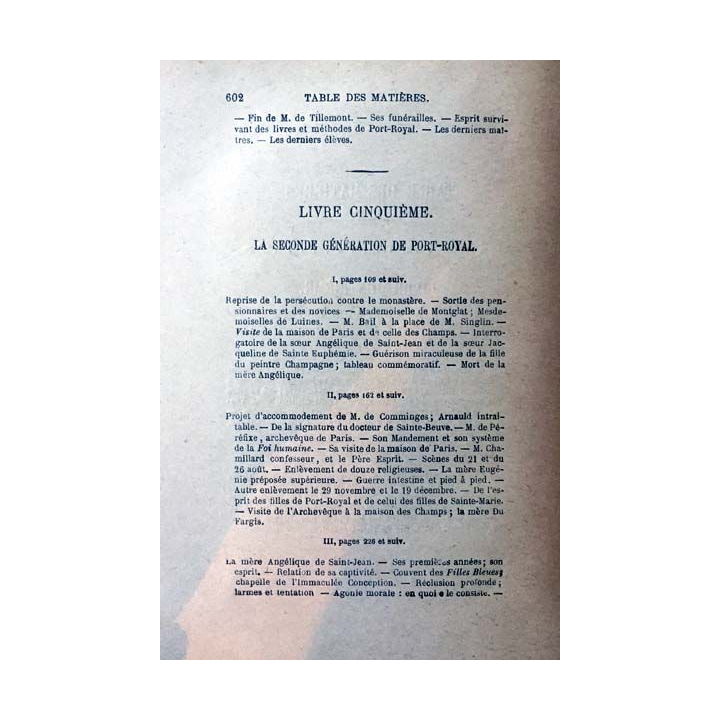 602 TABLE DES MATIÈRES.
— Fin de M. de Tillemont. — Ses funérailles. — Esprit survi-
vant des livres et méthodes de Port-Royal. — Les derniers maî-
tres. — Les derniers élèves.
LIVRE CINQUIÈME.
LA SECONDE GÉNÉRATION DE PORT-ROYAL.
I, pages 109 et suiv.
Reprise de la persécution contre le monastère. — Sortie des pen-
sionnaires et des novices — Mademoiselle de Montglat ; Mesde-
moiselles de Luines. — M. Bail à la place de M. Singlin. —
Visite de la maison de Paris et de celle des Champs. — Interro-
gatoire de la sœur Angélique de Saint-Jean et de la sœur Jac-
queline de Sainte Euphémie. — Guérison miraculeuse de la fille
du peintre Champagne ; tableau commémoratif. — Mort de la
mère Angélique.
II, pages 162 et suiv.
Projet d'accommodement de M. de Comminges ; Arnauld intrai-
table. — De la signature du docteur de Sainte-Beuve. — M. de Pé-
réfixe, archevêque de Paris. — Son Mandement et son système
de la Foi humaine. — Sa visite de la maison de Paris. — M. Cha-
millard confesseur, et le Père Esprit. — Scènes du 21 et du
26 août. — Enlèvement de douze religieuses. — La mère Eugé-
nie préposée supérieure. — Guerre intestine et pied à pied. —
Autre enlèvement le 29 novembre et le 19 décembre. — De l'es-
prit des filles de Port-Royal et de celui des filles de Sainte-Marie.
— Visite de l'Archevêque à la maison des Champs ; la mère Du
Fargis.
III, pages 226 et suiv.
La mère Angélique de Saint-Jean. — Ses premières années ; son
esprit. — Relation de sa captivité. — Couvent des Filles Bleues ;
chapelle de l'Immaculée Conception. — Réclusion profonde ;
larmes et tentation — Agonie morale : en quoi e le consiste. —